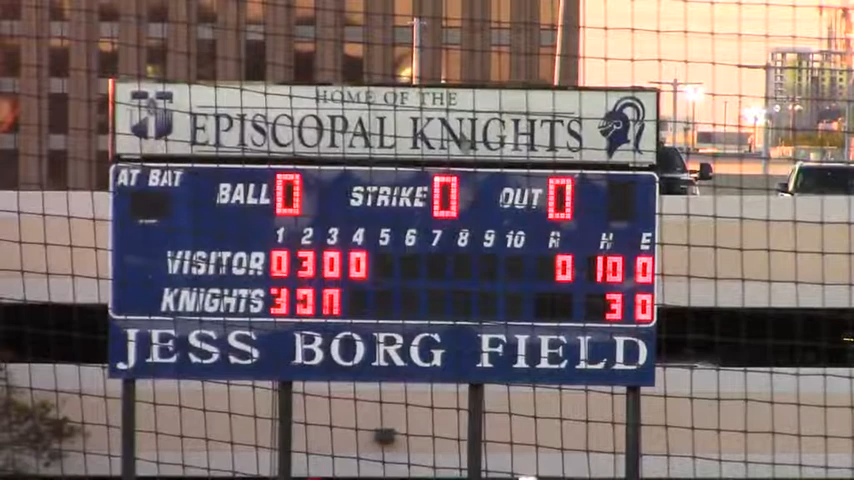 HOME OF THE
EPISCOPAL KNIGHTS
AT BAT BALL 0 STRIKE 0 OUT 0
1 2 3 4 5 6 7 8 9 10 R H E
VISITOR 0 3 0 0 0 10 0
KNIGHTS 3 3 0
JESS BORG FIELD